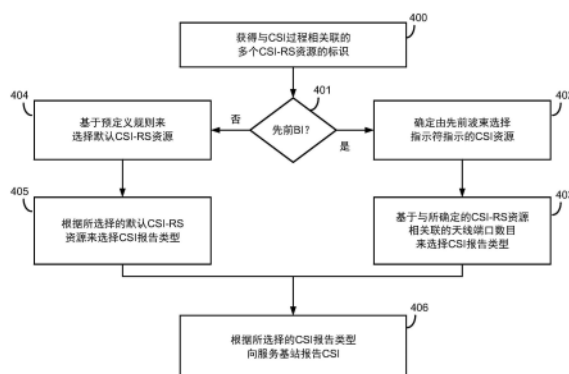 400
获得与CSI过程相关联的
多个CSI-RS资源的标识
401
先前BI?
否
是
404
基于预定义规则来
选择默认CSI-RS资源
402
确定由先前波束选择
指示符指示的CSI资源
405
根据所选择的默认CSI-RS
资源来选择CSI报告类型
403
基于与所确定的CSI-RS资源
相关联的天线端口数目
来选择CSI报告类型
406
根据所选择的CSI报告类型
向服务基站报告CSI